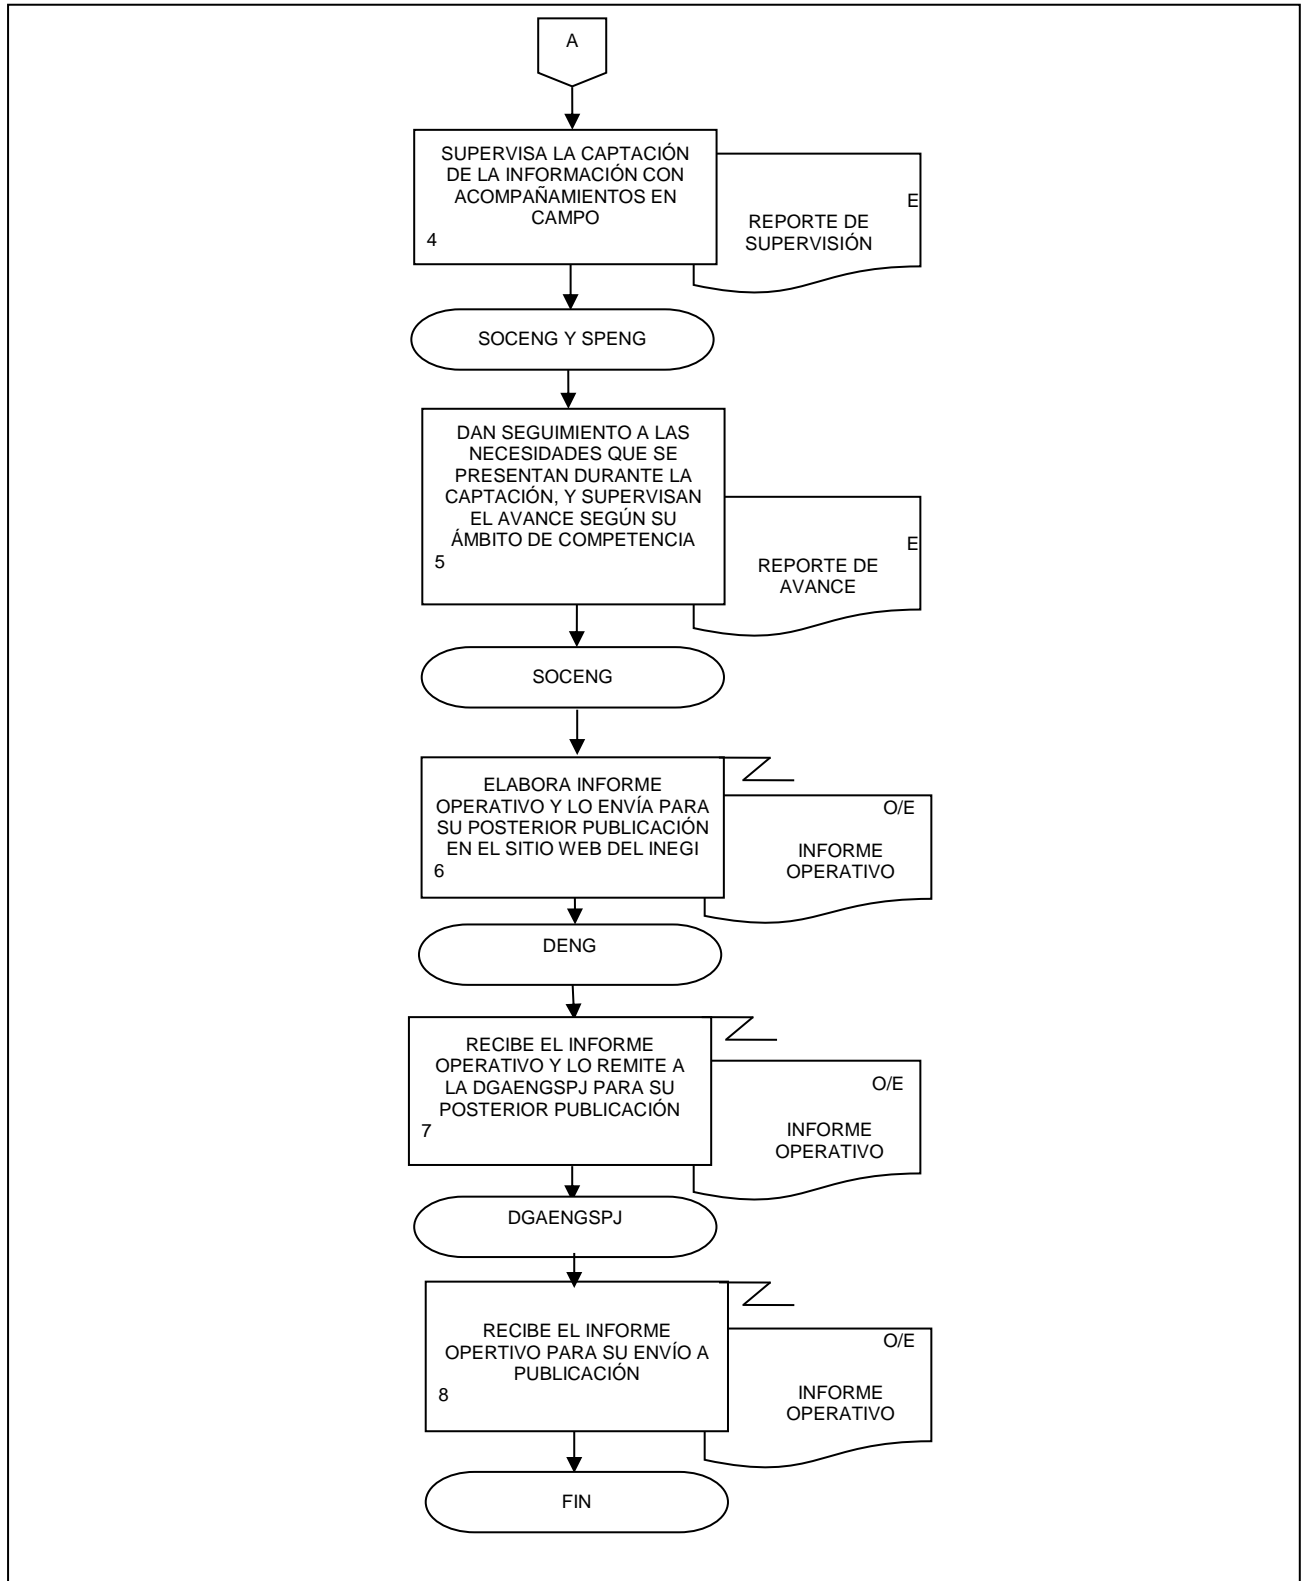 A
SUPERVISA LA CAPTACIÓN
DE LA INFORMACIÓN CON
ACOMPAÑAMIENTOS EN
CAMPO
4
E
REPORTE DE
SUPERVISIÓN
SOCENG Y SPENG
DAN SEGUIMIENTO A LAS
NECESIDADES QUE SE
PRESENTAN DURANTE LA
CAPTACIÓN, Y SUPERVISAN
EL AVANCE SEGÚN SU
ÁMBITO DE COMPETENCIA
5
E
REPORTE DE
AVANCE
SOCENG
ELABORA INFORME
OPERATIVO Y LO ENVÍA PARA
SU POSTERIOR PUBLICACIÓN
EN EL SITIO WEB DEL INEGI
6
O/E
INFORME
OPERATIVO
DENG
RECIBE EL INFORME
OPERATIVO Y LO REMITE A
LA DGAENGSPJ PARA SU
POSTERIOR PUBLICACIÓN
7
O/E
INFORME
OPERATIVO
DGAENGSPJ
RECIBE EL INFORME
OPERTIVO PARA SU ENVÍO A
PUBLICACIÓN
8
O/E
INFORME
OPERATIVO
FIN